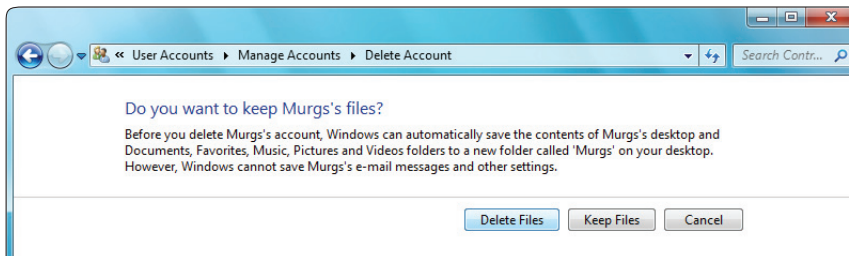 « User Accounts ▸ Manage Accounts ▸ Delete Account
Search Contr...
Do you want to keep Murgs's files?
Before you delete Murgs's account, Windows can automatically save the contents of Murgs's desktop and
Documents, Favorites, Music, Pictures and Videos folders to a new folder called 'Murgs' on your desktop.
However, Windows cannot save Murgs's e-mail messages and other settings.
Delete Files Keep Files Cancel